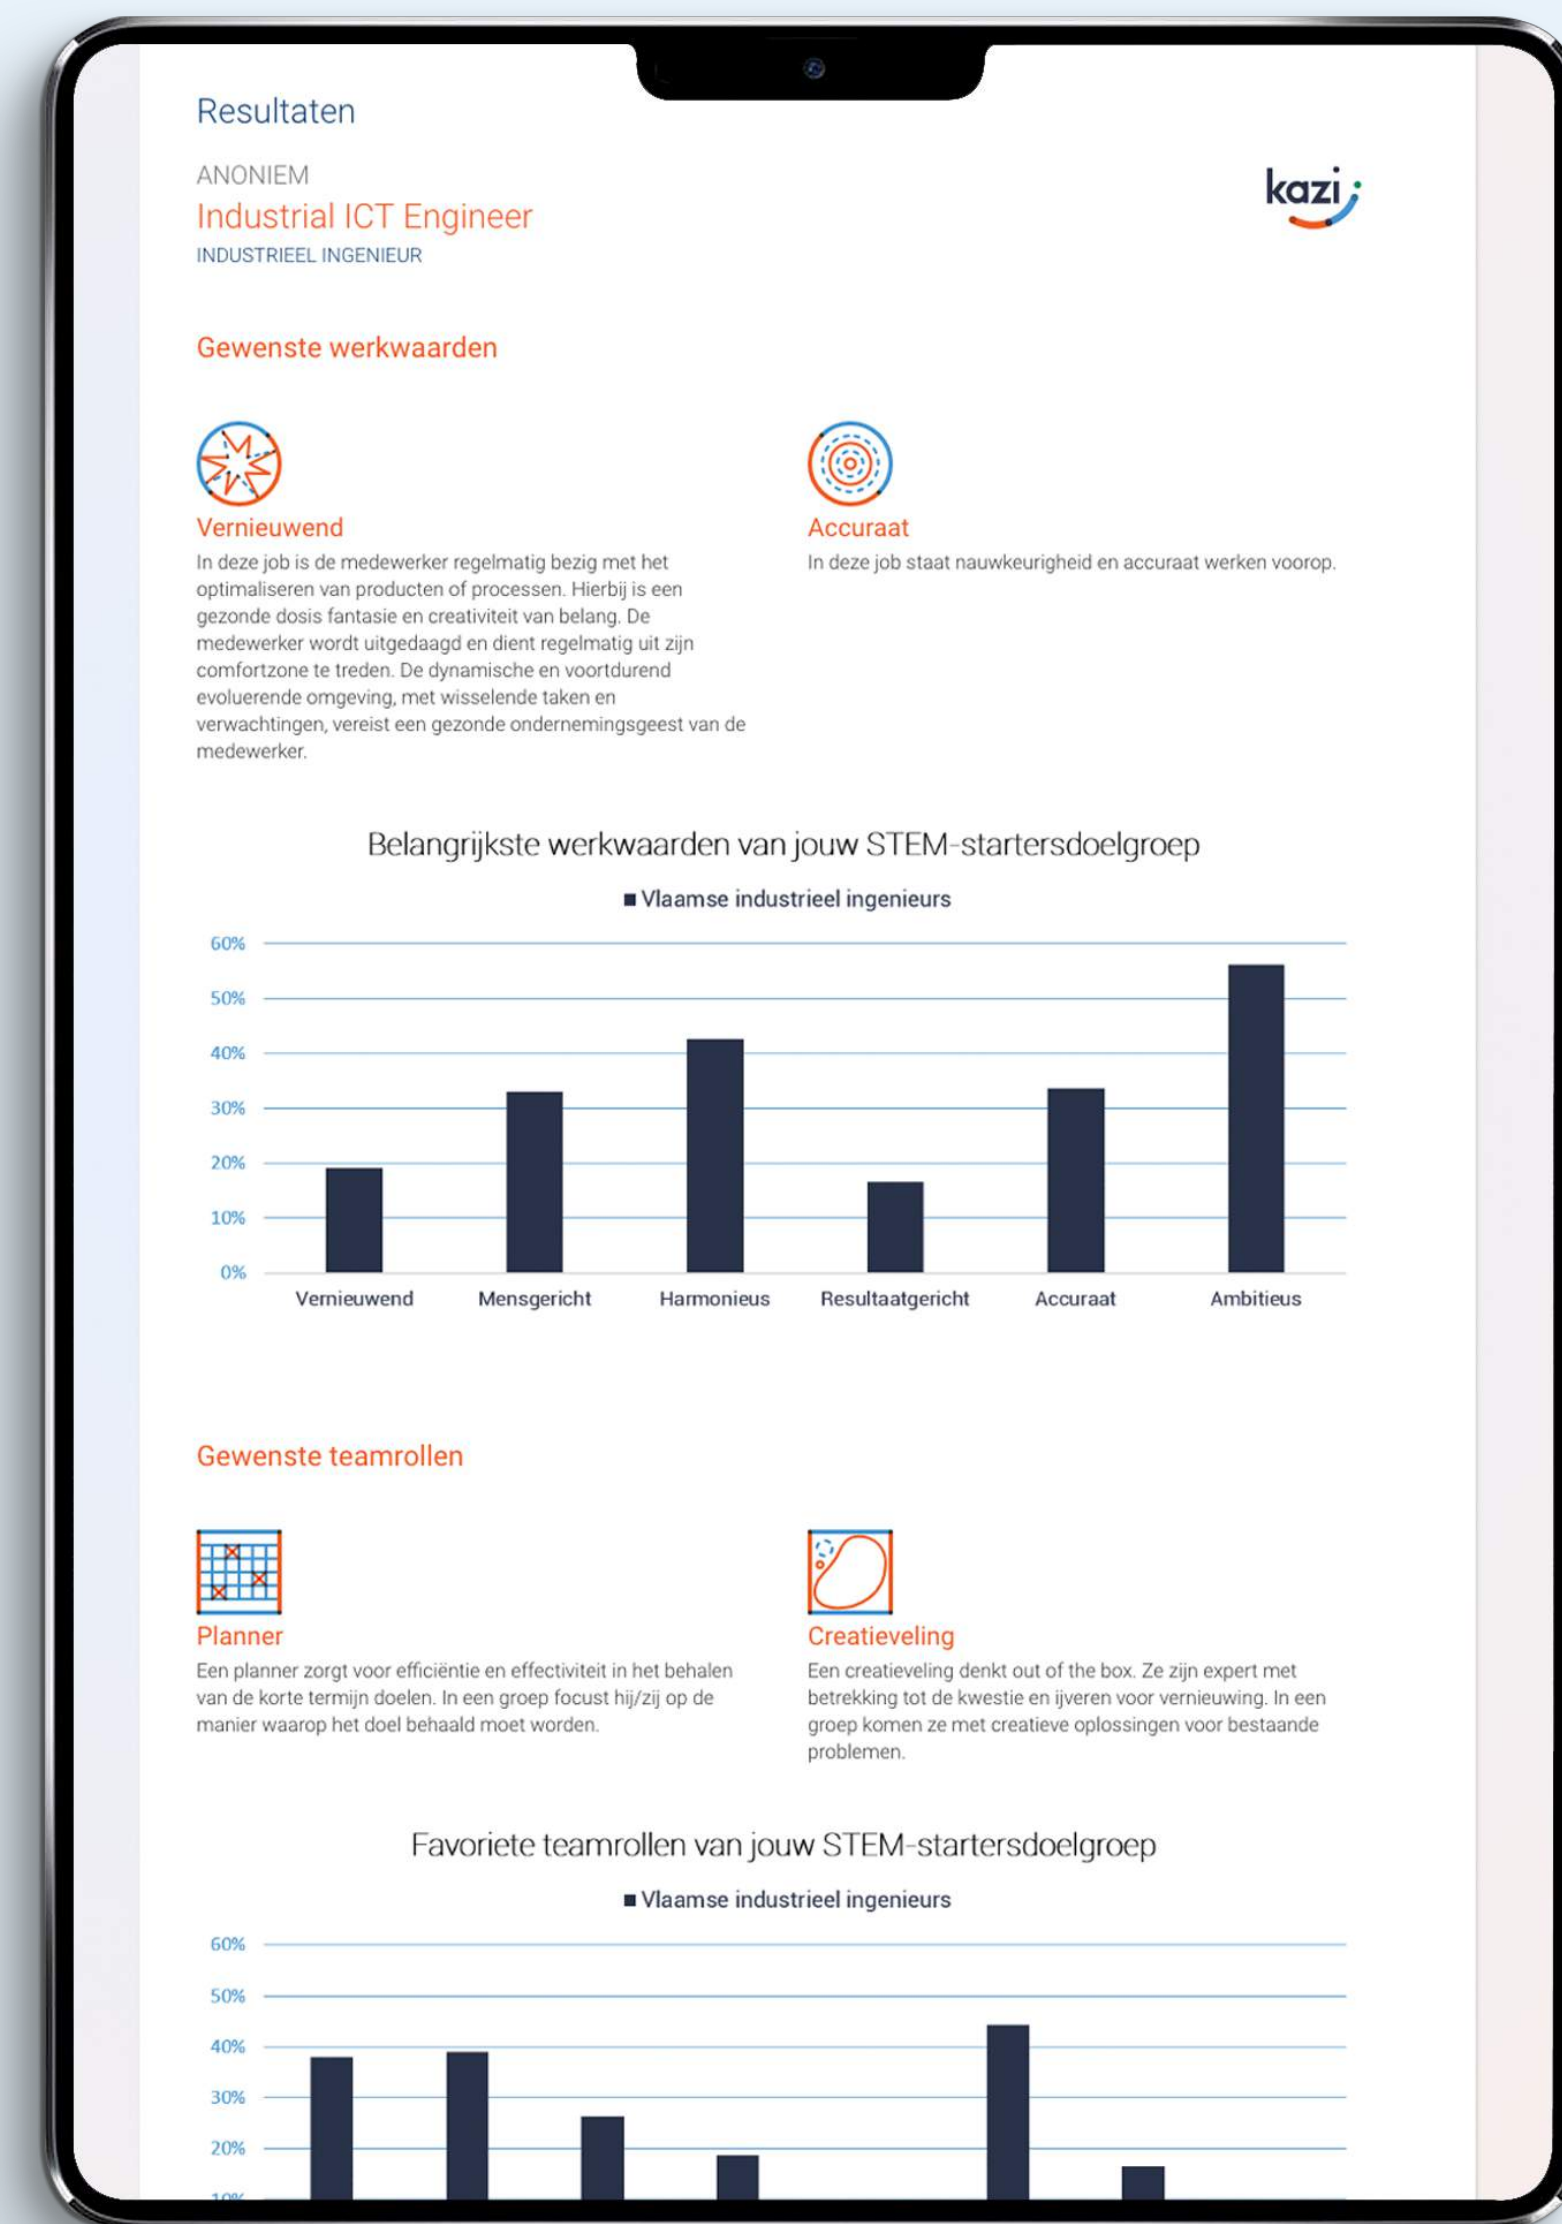 Resultaten
ANONIEM
Industrial ICT Engineer
INDUSTRIEEL INGENIEUR
kazi
Gewenste werkwaarden
Vernieuwend
In deze job is de medewerker regelmatig bezig met het
optimaliseren van producten of processen. Hierbij is een
gezonde dosis fantasie en creativiteit van belang. De
medewerker wordt uitgedaagd en dient regelmatig uit zijn
comfortzone te treden. De dynamische en voortdurend
evoluerende omgeving, met wisselende taken en
verwachtingen, vereist een gezonde ondernemingsgeest van de
medewerker.
Accuraat
In deze job staat nauwkeurigheid en accuraat werken voorop.
Belangrijkste werkwaarden van jouw STEM-startersdoelgroep
Vlaamse industrieel ingenieurs
60%
50%
40%
30%
20%
10%
0%
Vernieuwend Mensgericht Harmonieus Resultaatgericht Accuraat Ambitieus
Gewenste teamrollen
Planner
Een planner zorgt voor efficiëntie en effectiviteit in het behalen
van de korte termijn doelen. In een groep focust hij/zij op de
manier waarop het doel behaald moet worden.
Creatieveling
Een creatieveling denkt out of the box. Ze zijn expert met
betrekking tot de kwestie en ijveren voor vernieuwing. In een
groep komen ze met creatieve oplossingen voor bestaande
problemen.
Favoriete teamrollen van jouw STEM-startersdoelgroep
Vlaamse industrieel ingenieurs
60%
50%
40%
30%
20%
10%